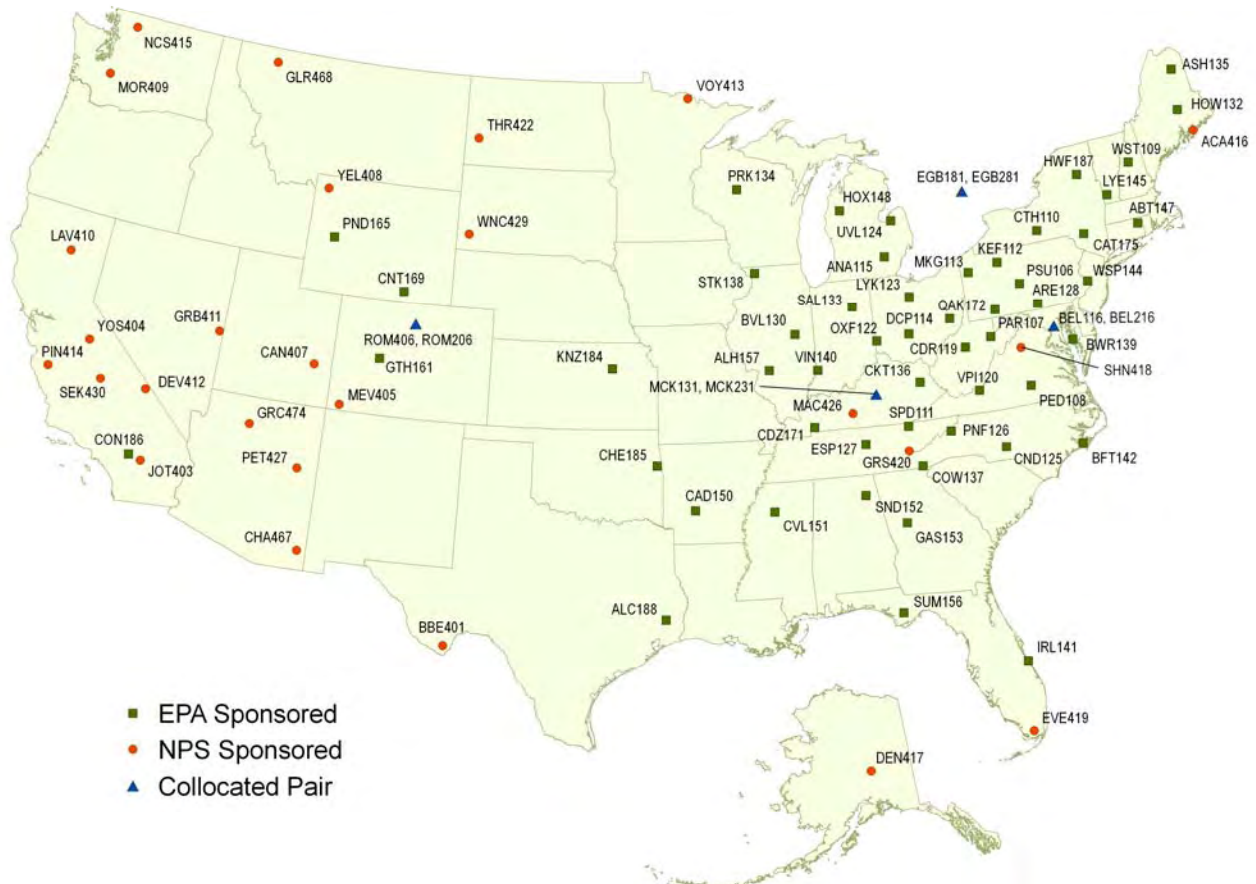 NCS415
MOR409
GLR468
VOY413
ASH135
HOW132
ACA416
THR422
WST109
HWF187
LYE145
EGB181, EGB281
YEL408
PRK134
HOX148
ABT147
PND165
WNC429
UVL124
CTH110
LAV410
CAT175
KEF112
ANA115
MKG113
CNT169
STK138
LYK123
PSU106
WSP144
ARE128
SAL133
QAK172
DCP114
GRB411
YOS404
BVL130
OXF122
PAR107
BEL116, BEL216
ROM406, ROM206
PIN414
CAN407
KNZ184
ALH157
VIN140
CDR119
BWR139
GTH161
SEK430
DEV412
CKT136
SHN418
MCK131, MCK231
VPI120
MEV405
PED108
GRC474
MAC426
SPD111
CON186
CDZ171
PNF126
PET427
CHE185
ESP127
GRS420
CND125
BFT142
JOT403
COW137
CAD150
SND152
CVL151
GAS153
CHA467
ALC188
SUM156
BBE401
IRL141
EPA Sponsored
EVE419
NPS Sponsored
DEN417
Collocated Pair